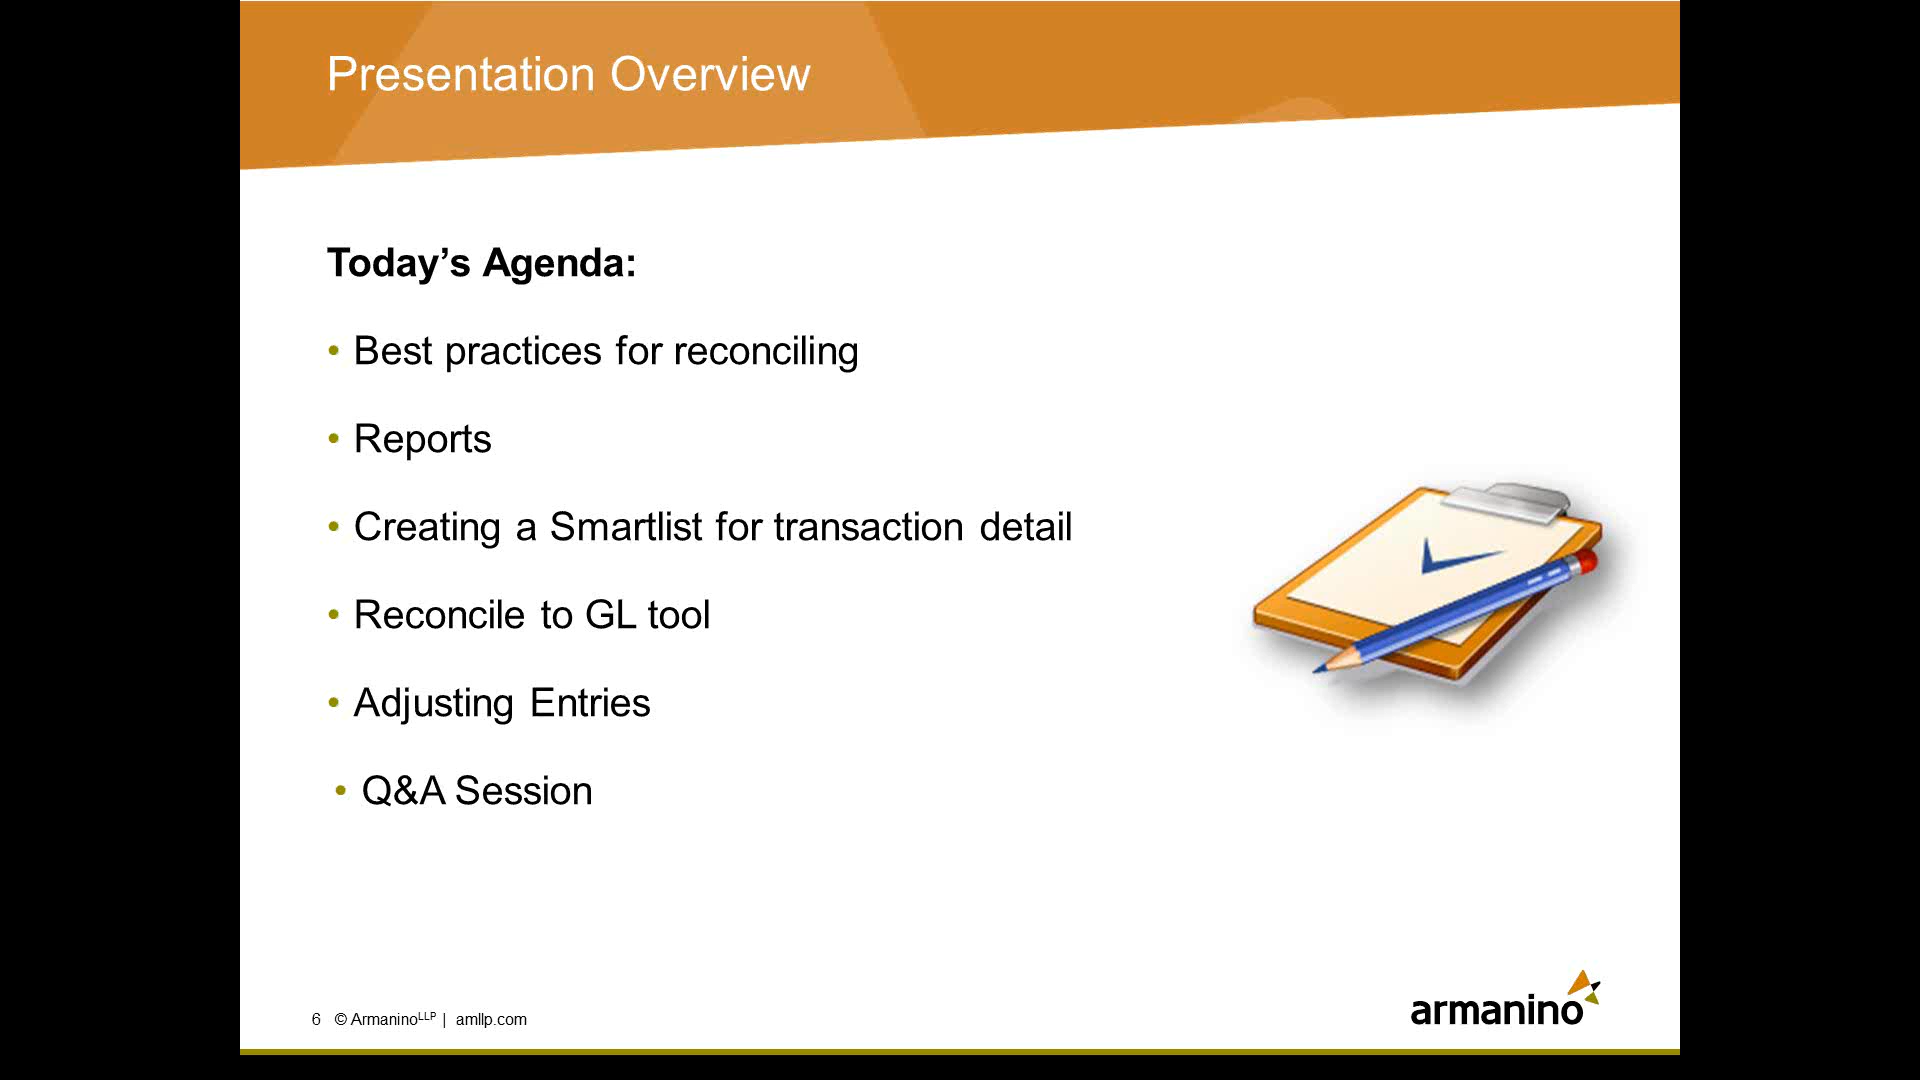 Presentation Overview
Today’s Agenda:
• Best practices for reconciling
• Reports
• Creating a Smartlist for transaction detail
• Reconcile to GL tool
• Adjusting Entries
• Q&A Session
6 © ArmaninoLLP | amllp.com
armanino